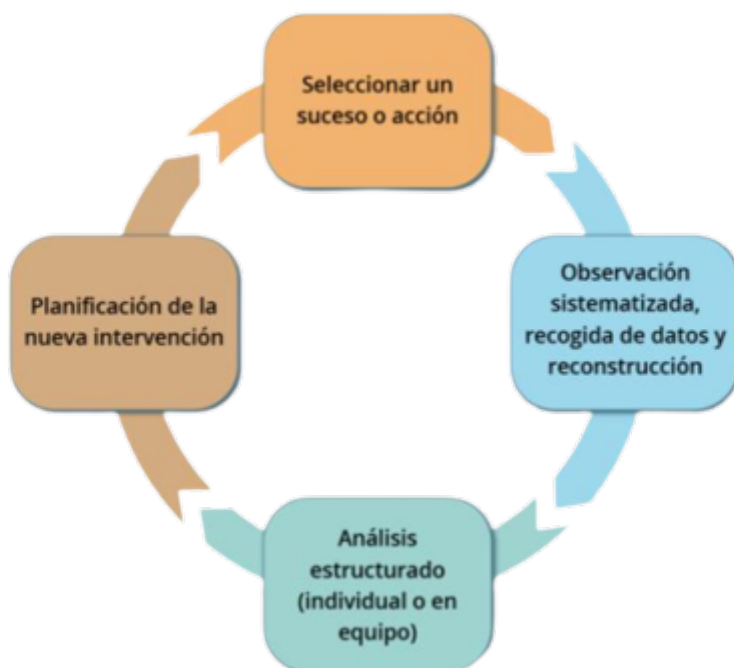 Seleccionar un
suceso o acción
Observación
sistematizada,
recogida de datos y
reconstrucción
Análisis
estructurado
(individual o en
equipo)
Planificación de la
nueva intervención